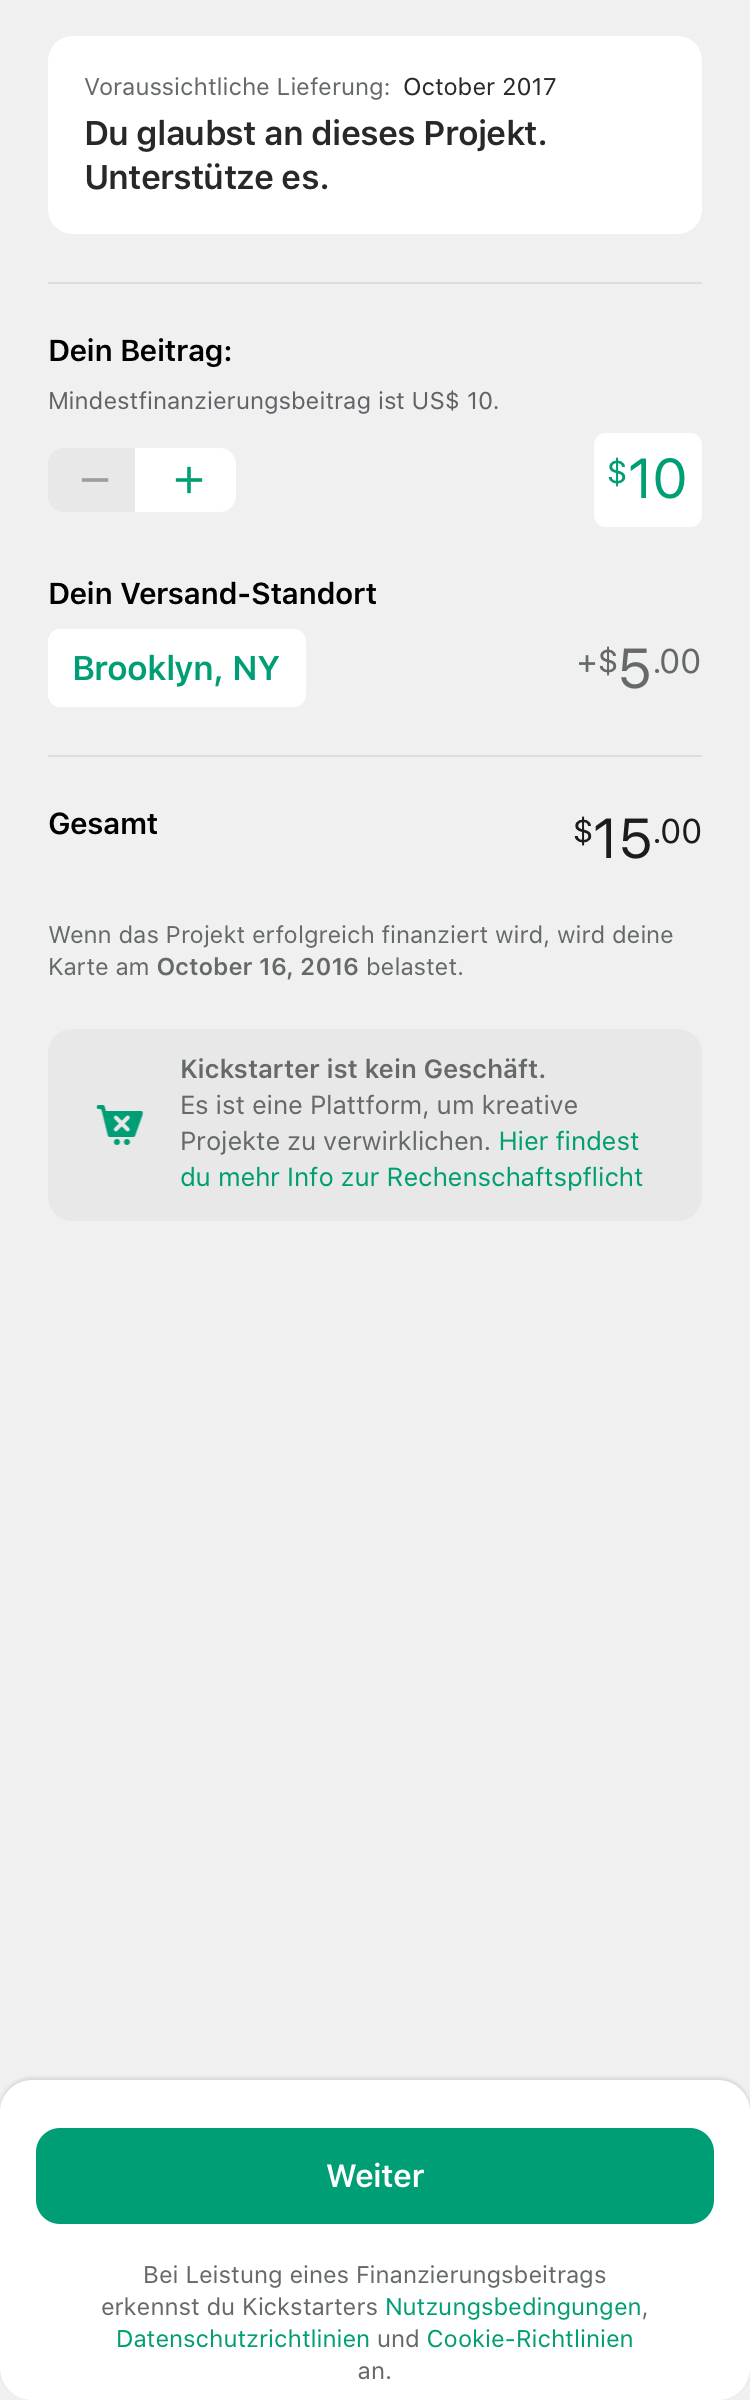 Voraussichtliche Lieferung: October 2017
Du glaubst an dieses Projekt.
Unterstütze es.
Dein Beitrag:
Mindestfinanzierungsbeitrag ist US$ 10.
− +
$10
Dein Versand-Standort
Brooklyn, NY
+$5.00
Gesamt
$15.00
Wenn das Projekt erfolgreich finanziert wird, wird deine
Karte am October 16, 2016 belastet.
Kickstarter ist kein Geschäft.
Es ist eine Plattform, um kreative
Projekte zu verwirklichen. Hier findest
du mehr Info zur Rechenschaftspflicht
Weiter
Bei Leistung eines Finanzierungsbeitrags
erkennst du Kickstarters Nutzungsbedingungen,
Datenschutzrichtlinien und Cookie-Richtlinien
an.